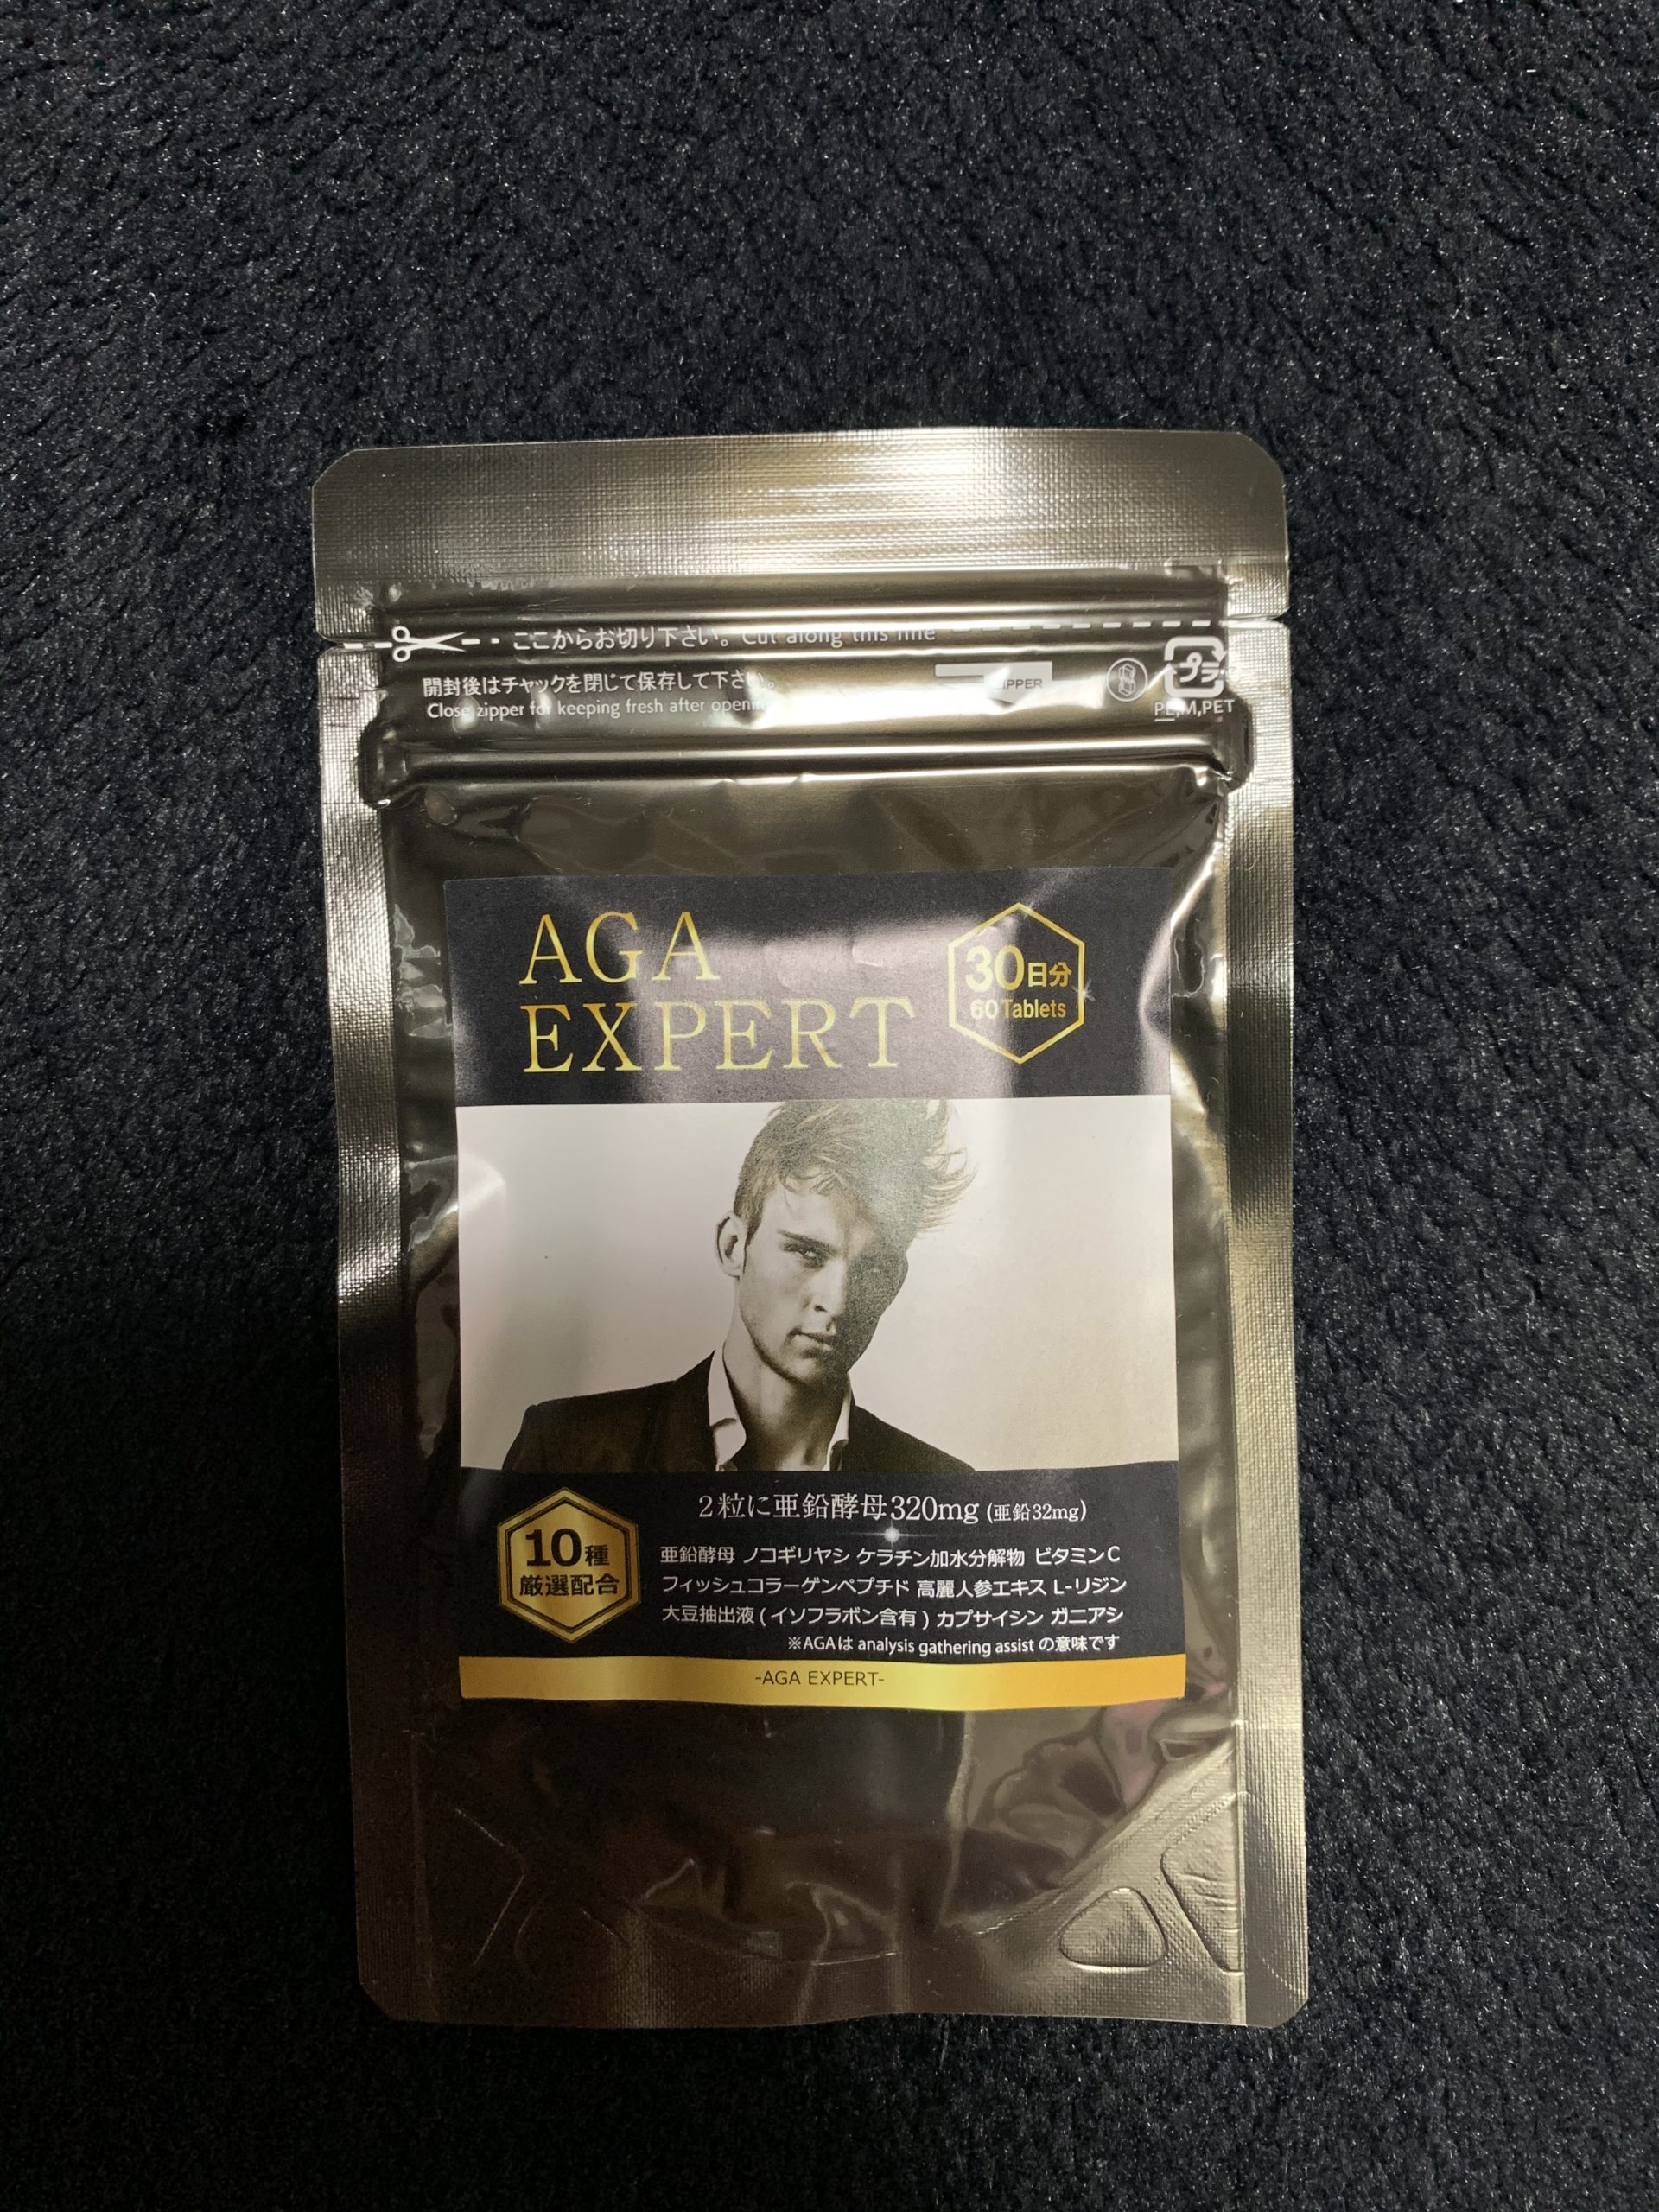 ここからお切り下さい。Cut along this line
開封後はチャックを閉じて保存して下さい。
Close zipper for keeping fresh after
プラ
PE,M,PET
AGA
EXPERT
30日分
60 Tablets
2粒に亜鉛酵母320mg (亜鉛32mg)
10種
厳選配合
亜鉛酵母 ノコギリヤシ ケラチン加水分解物 ビタミンC
フィッシュコラーゲンペプチド 高麗人参エキス L-リジン
大豆抽出液 (イソフラボン含有) カプサイシン ガニアシ
※AGAは analysis gathering assist の意味です
-AGA EXPERT-